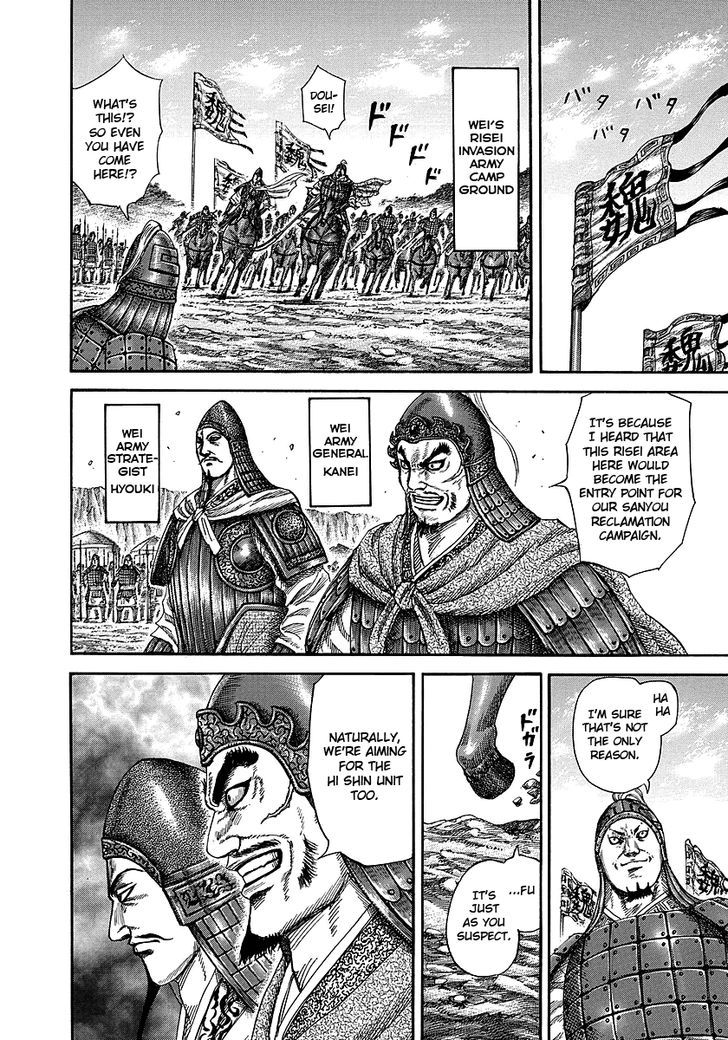 バタ
バタ
魏
魏
WEI'S
RISEI
INVASION
ARMY
CAMP
GROUND
ドドドド
DOU-
SEI!
魏
魏
WHAT'S
THIS!?
SO EVEN
YOU HAVE
COME
HERE!?
IT'S BECAUSE
I HEARD THAT
THIS RISEI AREA
HERE WOULD
BECOME THE
ENTRY POINT FOR
OUR SANYOU
RECLAMATION
CAMPAIGN.
WEI
ARMY
GENERAL
KANEI
WEI
ARMY
STRATE-
GIST
HYOUKI
HA
HA
I'M SURE
THAT'S NOT
THE ONLY
REASON.
魏
ドガラ
...FU
IT'S
JUST
AS YOU
SUSPECT.
NATURALLY,
WE'RE AIMING
FOR THE
HI SHIN UNIT
TOO.